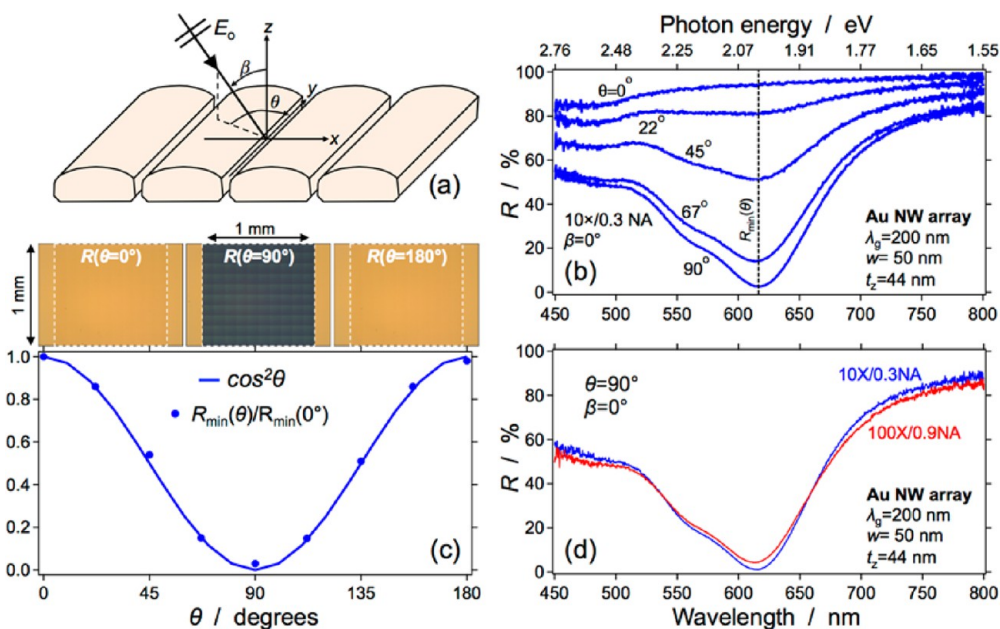 E₀
z
β
y
θ
x
(a)
1 mm
R(θ=0°)
R(θ=90°)
R(θ=180°)
1 mm
1.0
0.8
0.6
0.4
0.2
0.0
cos²θ
R_min(θ)/R_min(0°)
(c)
0 45 90 135 180
θ / degrees
Photon energy / eV
2.76 2.48 2.25 2.07 1.91 1.77 1.65 1.55
R / %
100
80
60
40
20
0
θ=0°
22°
45°
67°
90°
R_min(θ)
10×/0.3 NA
β=0°
Au NW array
λg=200 nm
w= 50 nm
t_z=44 nm
(b)
450 500 550 600 650 700 750 800
R / %
100
80
60
40
20
0
θ=90°
β=0°
10X/0.3NA
100X/0.9NA
Au NW array
λg=200 nm
w= 50 nm
t_z=44 nm
(d)
450 500 550 600 650 700 750 800
Wavelength / nm